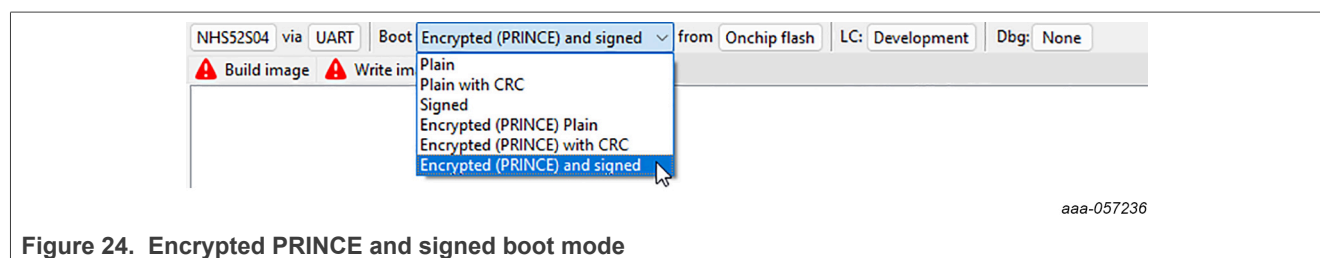 NHS52S04 via UART Boot Encrypted (PRINCE) and signed from Onchip flash LC: Development Dbg: None
Build image Write im
Plain
Plain with CRC
Signed
Encrypted (PRINCE) Plain
Encrypted (PRINCE) with CRC
Encrypted (PRINCE) and signed
aaa-057236
Figure 24. Encrypted PRINCE and signed boot mode